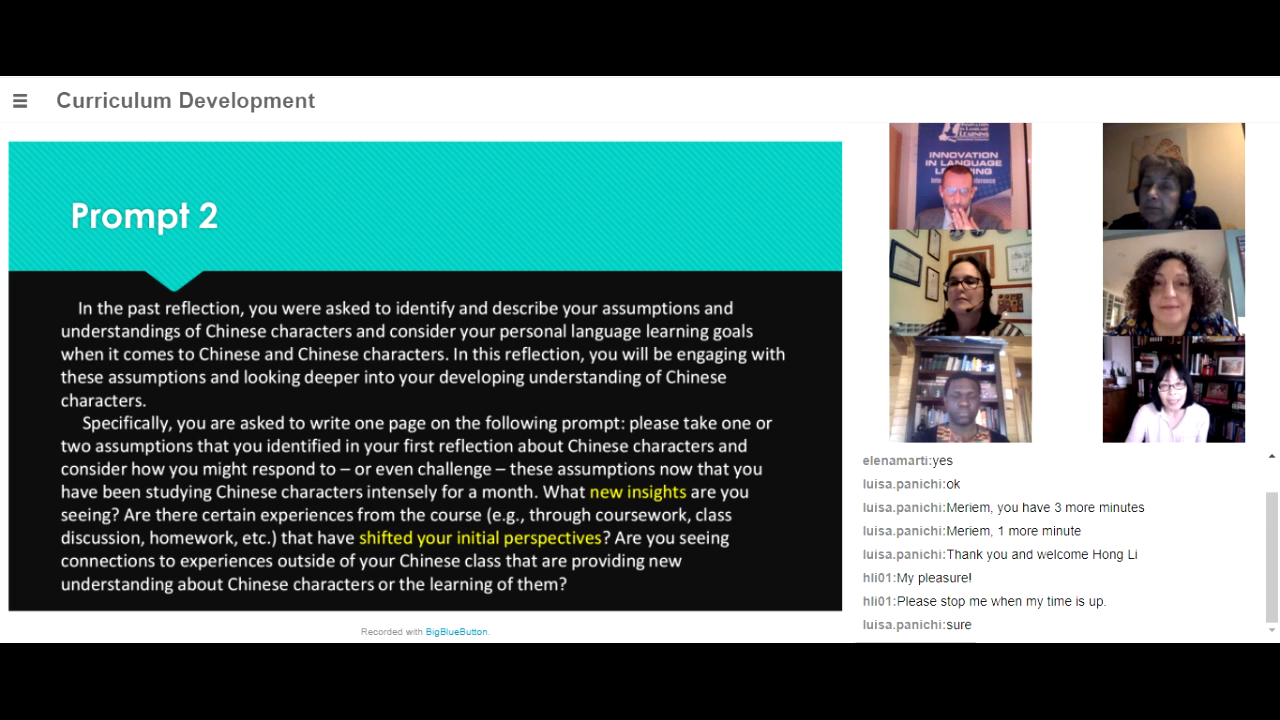 Curriculum Development
Prompt 2
In the past reflection, you were asked to identify and describe your assumptions and
understandings of Chinese characters and consider your personal language learning goals
when it comes to Chinese and Chinese characters. In this reflection, you will be engaging with
these assumptions and looking deeper into your developing understanding of Chinese
characters.
Specifically, you are asked to write one page on the following prompt: please take one or
two assumptions that you identified in your first reflection about Chinese characters and
consider how you might respond to – or even challenge – these assumptions now that you
have been studying Chinese characters intensely for a month. What new insights are you
seeing? Are there certain experiences from the course (e.g., through coursework, class
discussion, homework, etc.) that have shifted your initial perspectives? Are you seeing
connections to experiences outside of your Chinese class that are providing new
understanding about Chinese characters or the learning of them?
Recorded with BigBlueButton.
INNOVATION
IN LANGUAGE
elenamarti:yes
luisa.panichi:ok
luisa.panichi:Meriem, you have 3 more minutes
luisa.panichi:Meriem, 1 more minute
luisa.panichi:Thank you and welcome Hong Li
hli01:My pleasure!
hli01:Please stop me when my time is up.
luisa.panichi:sure